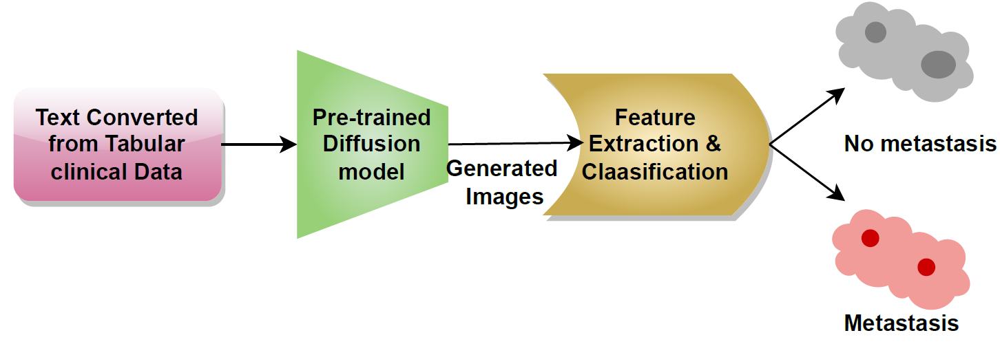 Text Converted
from Tabular
clinical Data
Pre-trained
Diffusion
model
Generated
Images
Feature
Extraction &
Claasification
No metastasis
Metastasis